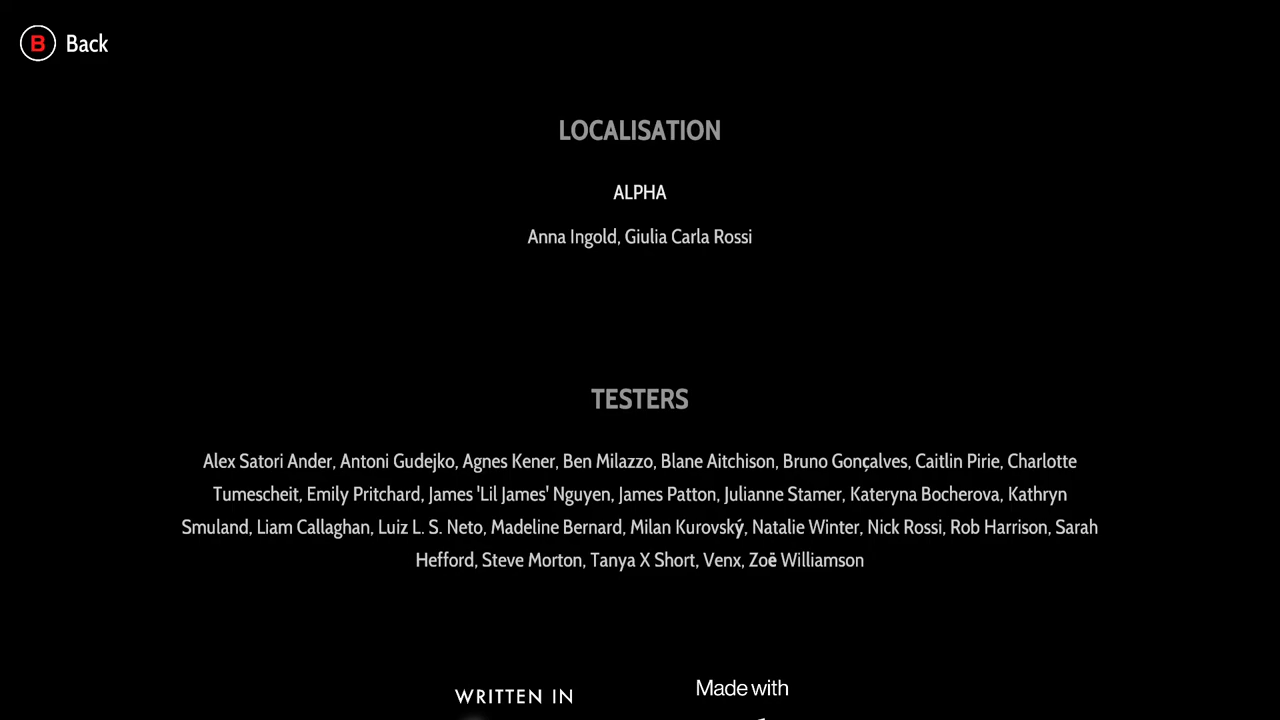 B Back
LOCALISATION
ALPHA
Anna Ingold, Giulia Carla Rossi
TESTERS
Alex Satori Ander, Antoni Gudejko, Agnes Kener, Ben Milazzo, Blane Aitchison, Bruno Gonçalves, Caitlin Pirie, Charlotte
Tumescheit, Emily Pritchard, James 'Lil James' Nguyen, James Patton, Julianne Stamer, Kateryna Bocherova, Kathryn
Smuland, Liam Callaghan, Luiz L. S. Neto, Madeline Bernard, Milan Kurovský, Natalie Winter, Nick Rossi, Rob Harrison, Sarah
Hefford, Steve Morton, Tanya X Short, Venx, Zoē Williamson
WRITTEN IN
Made with